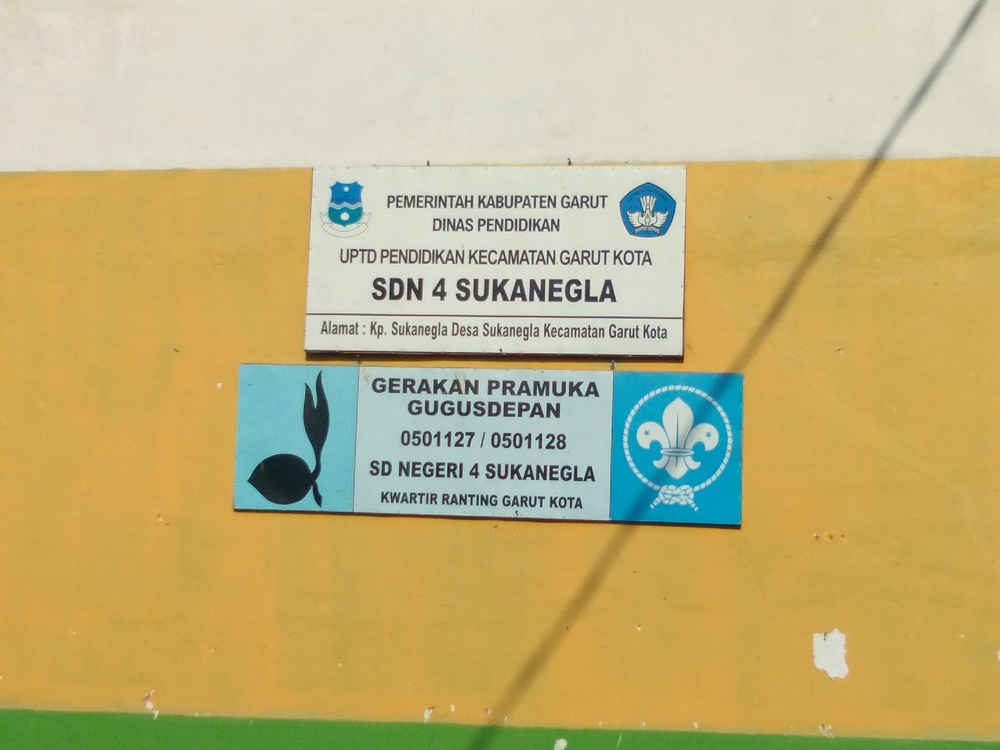 PEMERINTAH KABUPATEN GARUT
DINAS PENDIDIKAN
UPTD PENDIDIKAN KECAMATAN GARUT KOTA
SDN 4 SUKANEGLA
Alamat : Kp. Sukanegla Desa Sukanegla Kecamatan Garut Kota
GERAKAN PRAMUKA
GUGUSDEPAN
0501127 / 0501128
SD NEGERI 4 SUKANEGLA
KWARTIR RANTING GARUT KOTA